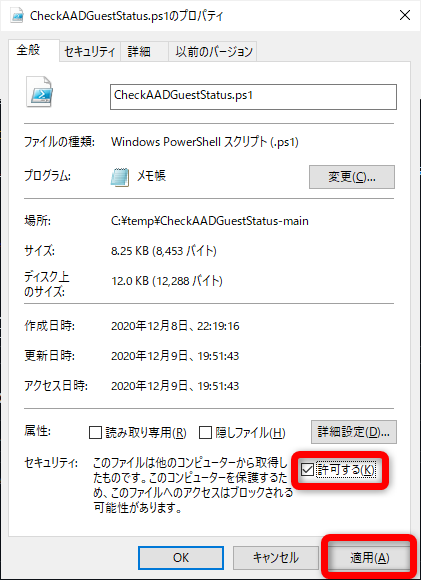 CheckAADGuestStatus.ps1のプロパティ
全般 セキュリティ 詳細 以前のバージョン
CheckAADGuestStatus.ps1
ファイルの種類: Windows PowerShell スクリプト (.ps1)
プログラム: メモ帳 変更(C)...
場所: C:¥temp¥CheckAADGuestStatus-main
サイズ: 8.25 KB (8,453 バイト)
ディスク上
のサイズ: 12.0 KB (12,288 バイト)
作成日時: 2020年12月8日、22:19:16
更新日時: 2020年12月9日、19:51:43
アクセス日時: 2020年12月9日、19:51:43
属性: 読み取り専用(R) 隠しファイル(H) 詳細設定(D)...
セキュリティ: このファイルは他のコンピューターから取得し
たものです。このコンピューターを保護するた
め、このファイルへのアクセスはブロックされる
可能性があります。
許可する(K)
OK キャンセル 適用(A)